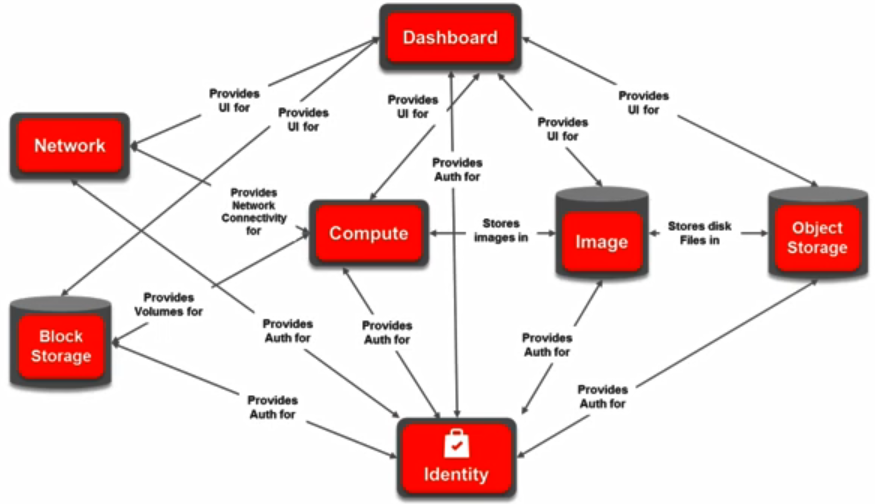 Dashboard
Provides
UI for
Provides
UI for
Provides
UI for
Provides
UI for
Provides
UI for
Network
Provides
Auth for
Provides
Network
Connectivity
for
Compute
Stores
images in
Image
Stores disk
Files in
Object
Storage
Provides
Volumes for
Block
Storage
Provides
Auth for
Provides
Auth for
Provides
Auth for
Provides
Auth for
Provides
Auth for
Identity